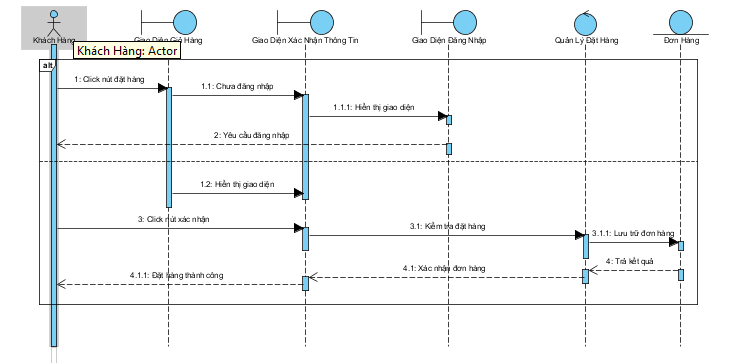 Khách Hàng
Giao Diện Giỏ Hàng
Giao Diện Xác Nhận Thông Tin
Giao Diện Đăng Nhập
Quản Lý Đặt Hàng
Đơn Hàng
Khách Hàng: Actor
alt
1: Click nút đặt hàng
1.1: Chưa đăng nhập
1.1.1: Hiển thị giao diện
2: Yêu cầu đăng nhập
1.2: Hiển thị giao diện
3: Click nút xác nhận
3.1: Kiểm tra đặt hàng
3.1.1: Lưu trữ đơn hàng
4: Trả kết quả
4.1: Xác nhận đơn hàng
4.1.1: Đặt hàng thành công